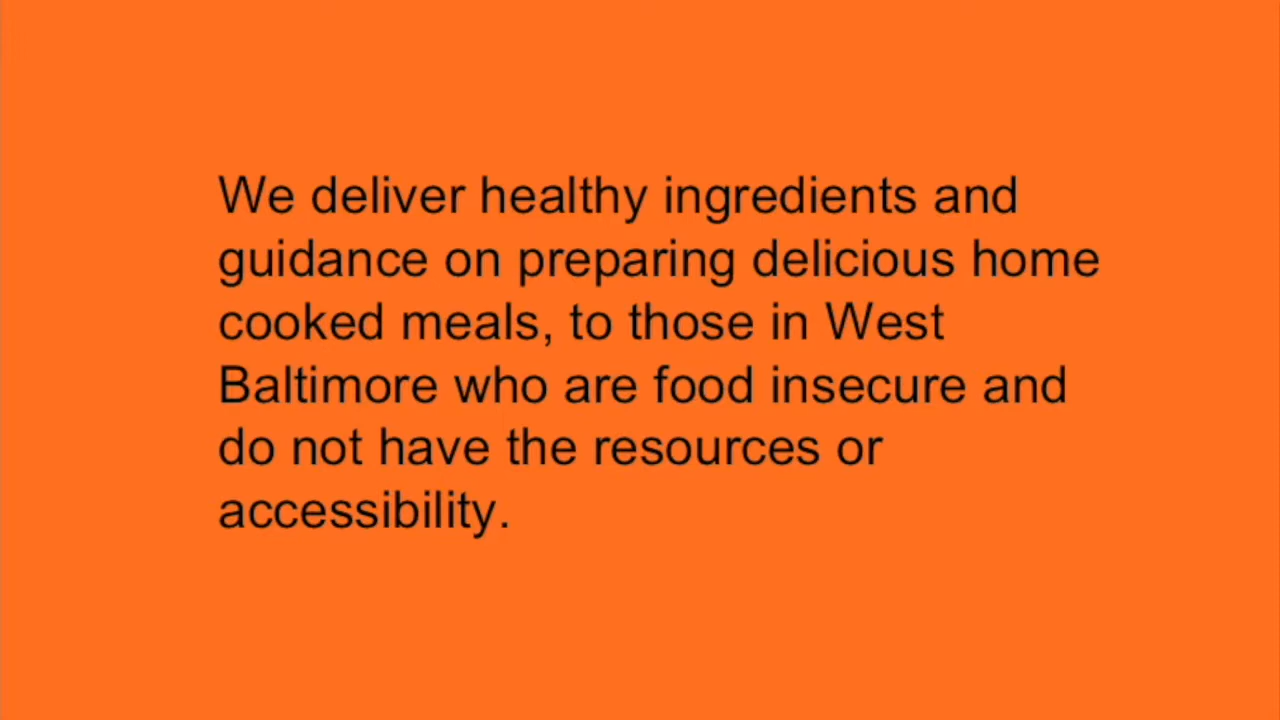 We deliver healthy ingredients and
guidance on preparing delicious home
cooked meals, to those in West
Baltimore who are food insecure and
do not have the resources or
accessibility.